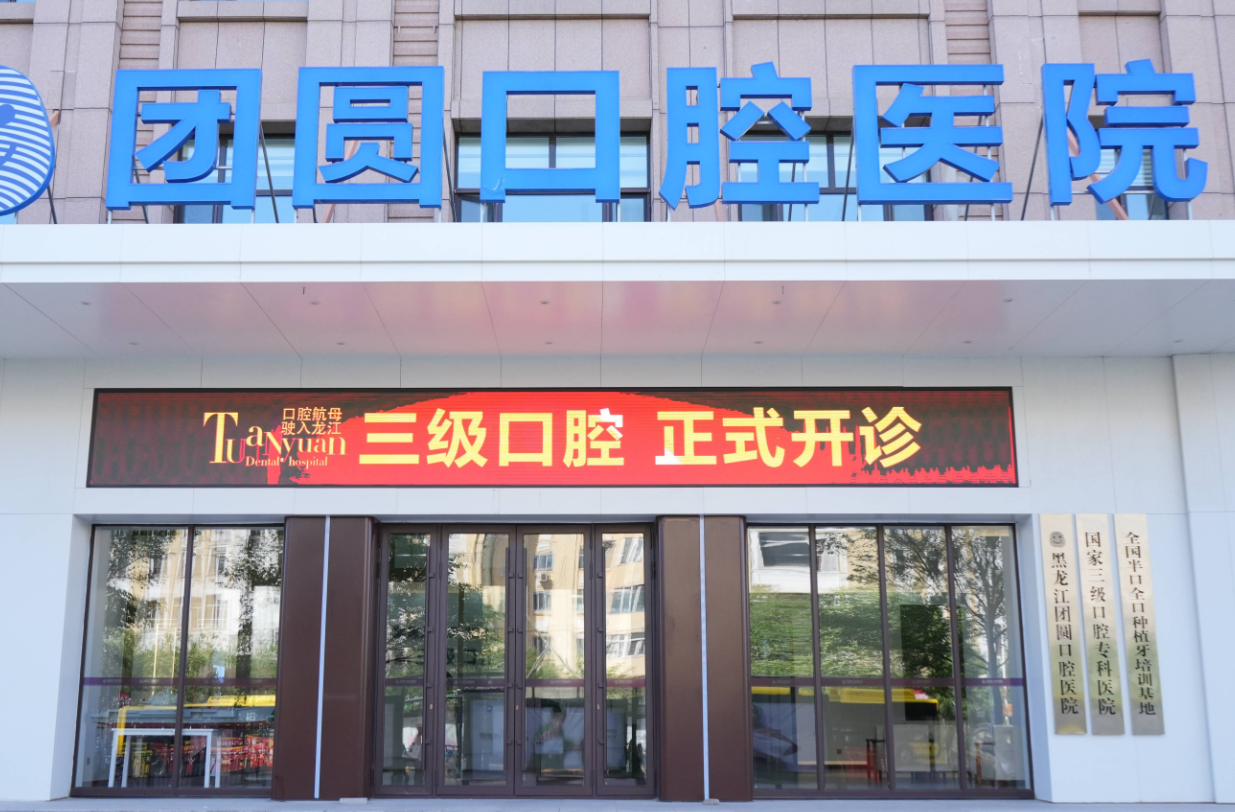 团圆口腔医院
口腔航母
驶入龙江
Tuanyuan
Dental hospital
三级口腔 正式开诊
黑龙江团圆口腔医院
国家三级口腔专科医院
全国半口全口种植牙培训基地